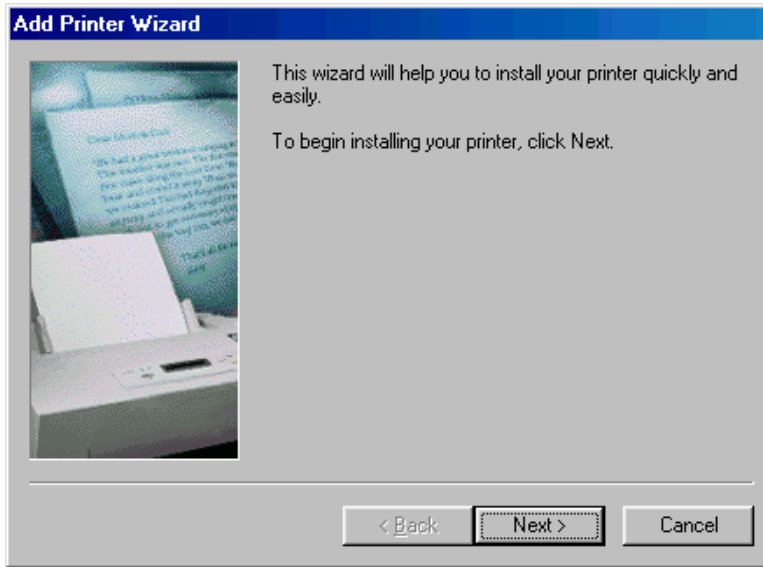 Add Printer Wizard
This wizard will help you to install your printer quickly and
easily.
To begin installing your printer, click Next.
< Back
Next >
Cancel